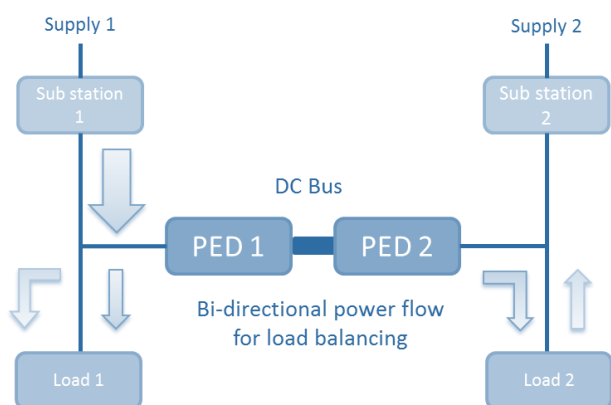 Supply 1
Supply 2
Sub station
1
Sub station
2
DC Bus
PED 1
PED 2
Bi-directional power flow
for load balancing
Load 1
Load 2